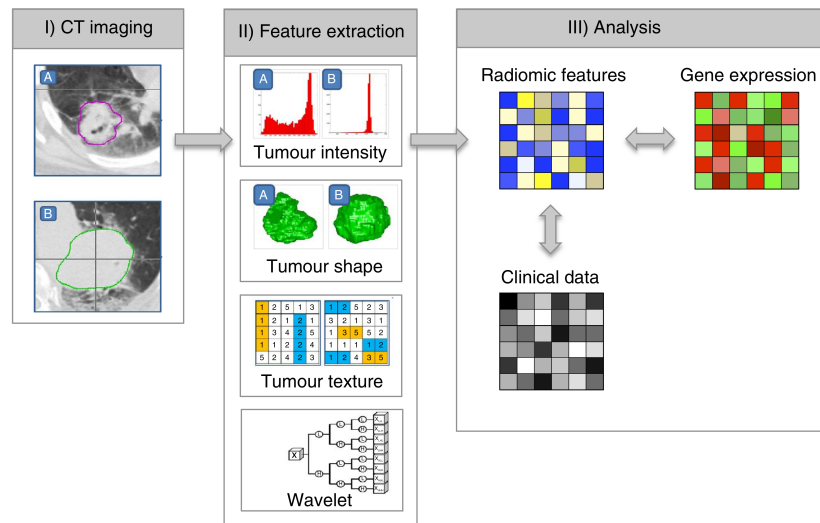 I) CT imaging
A
B
II) Feature extraction
A
B
Tumour intensity
A
B
Tumour shape
1 2 5 1 3
1 2 1 2 1
1 3 4 2 5
1 1 1 2 2
5 2 4 2 3
1 2 5 2 3
3 2 1 3 1
1 3 5 5 2
1 1 1 1 2
1 2 4 3 5
Tumour texture
X
L
H
L
H
L
H
L
H
L
H
L
H
L
H
Wavelet
III) Analysis
Radiomic features
Gene expression
Clinical data